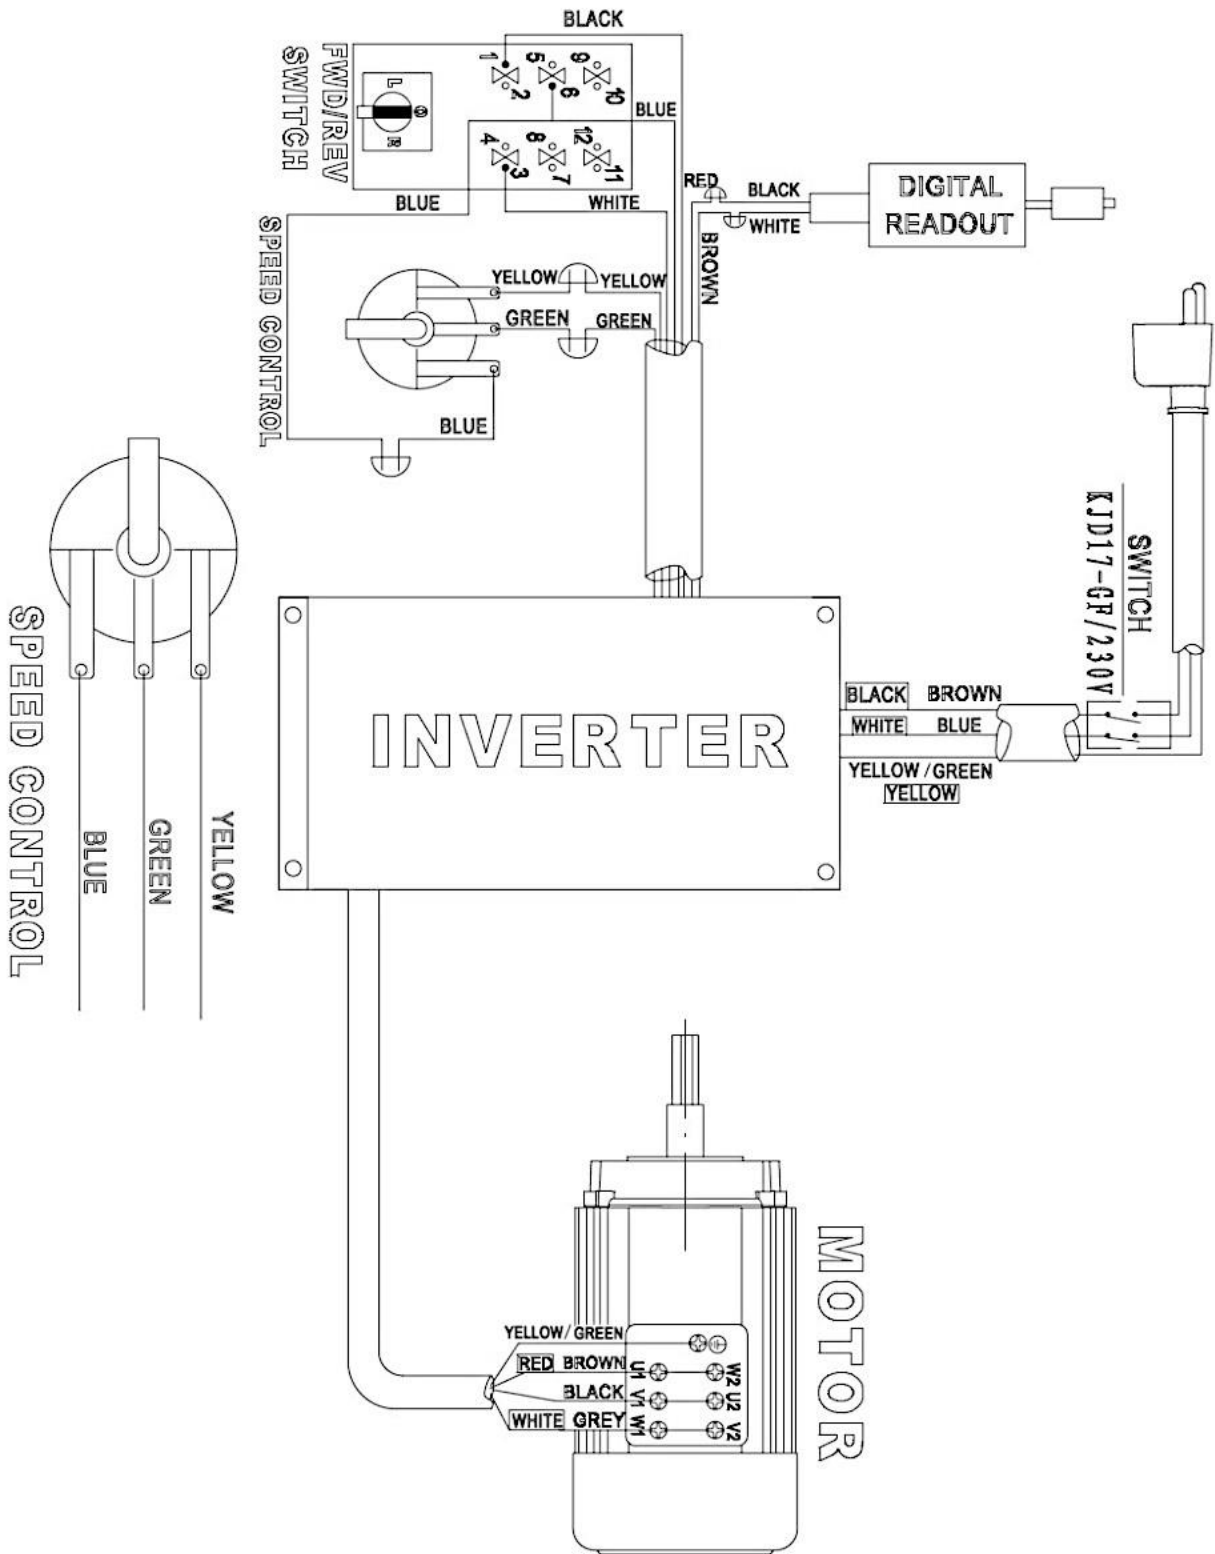 BLACK
FWD/REV
SWITCH
L
O
R
1
2
5
6
9
10
4
3
8
7
12
11
BLUE
BLUE
WHITE
RED
BLACK
WHITE
BROWN
DIGITAL
READOUT
SPEED CONTROL
YELLOW
YELLOW
GREEN
GREEN
BLUE
SWITCH
KJD17-GF/230V
SPEED CONTROL
BLUE
GREEN
YELLOW
INVERTER
BLACK BROWN
WHITE BLUE
YELLOW/GREEN
YELLOW
MOTOR
YELLOW/GREEN
RED BROWN U1 W2
BLACK V1 U2
WHITE GREY W1 V2